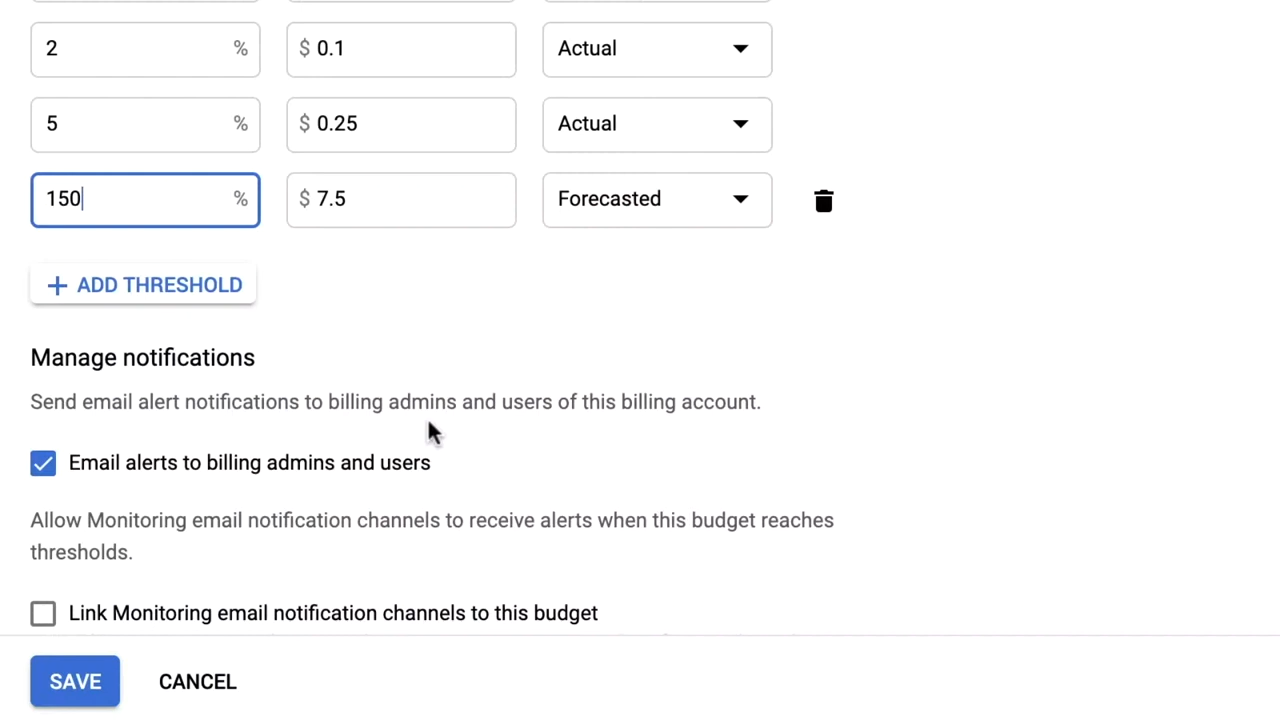 2 % $ 0.1 Actual
5 % $ 0.25 Actual
150 % $ 7.5 Forecasted
ADD THRESHOLD
Manage notifications
Send email alert notifications to billing admins and users of this billing account.
Email alerts to billing admins and users
Allow Monitoring email notification channels to receive alerts when this budget reaches
thresholds.
Link Monitoring email notification channels to this budget
SAVE CANCEL